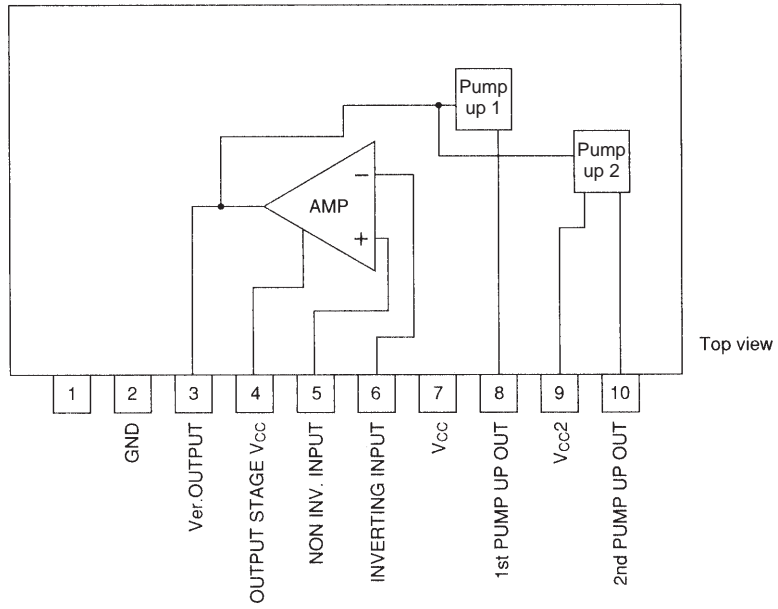 Pump
up 1
Pump
up 2
AMP
−
+
Top view
1
2
3
4
5
6
7
8
9
10
GND
Ver.OUTPUT
OUTPUT STAGE VCC
NON INV. INPUT
INVERTING INPUT
VCC
1st PUMP UP OUT
VCC2
2nd PUMP UP OUT